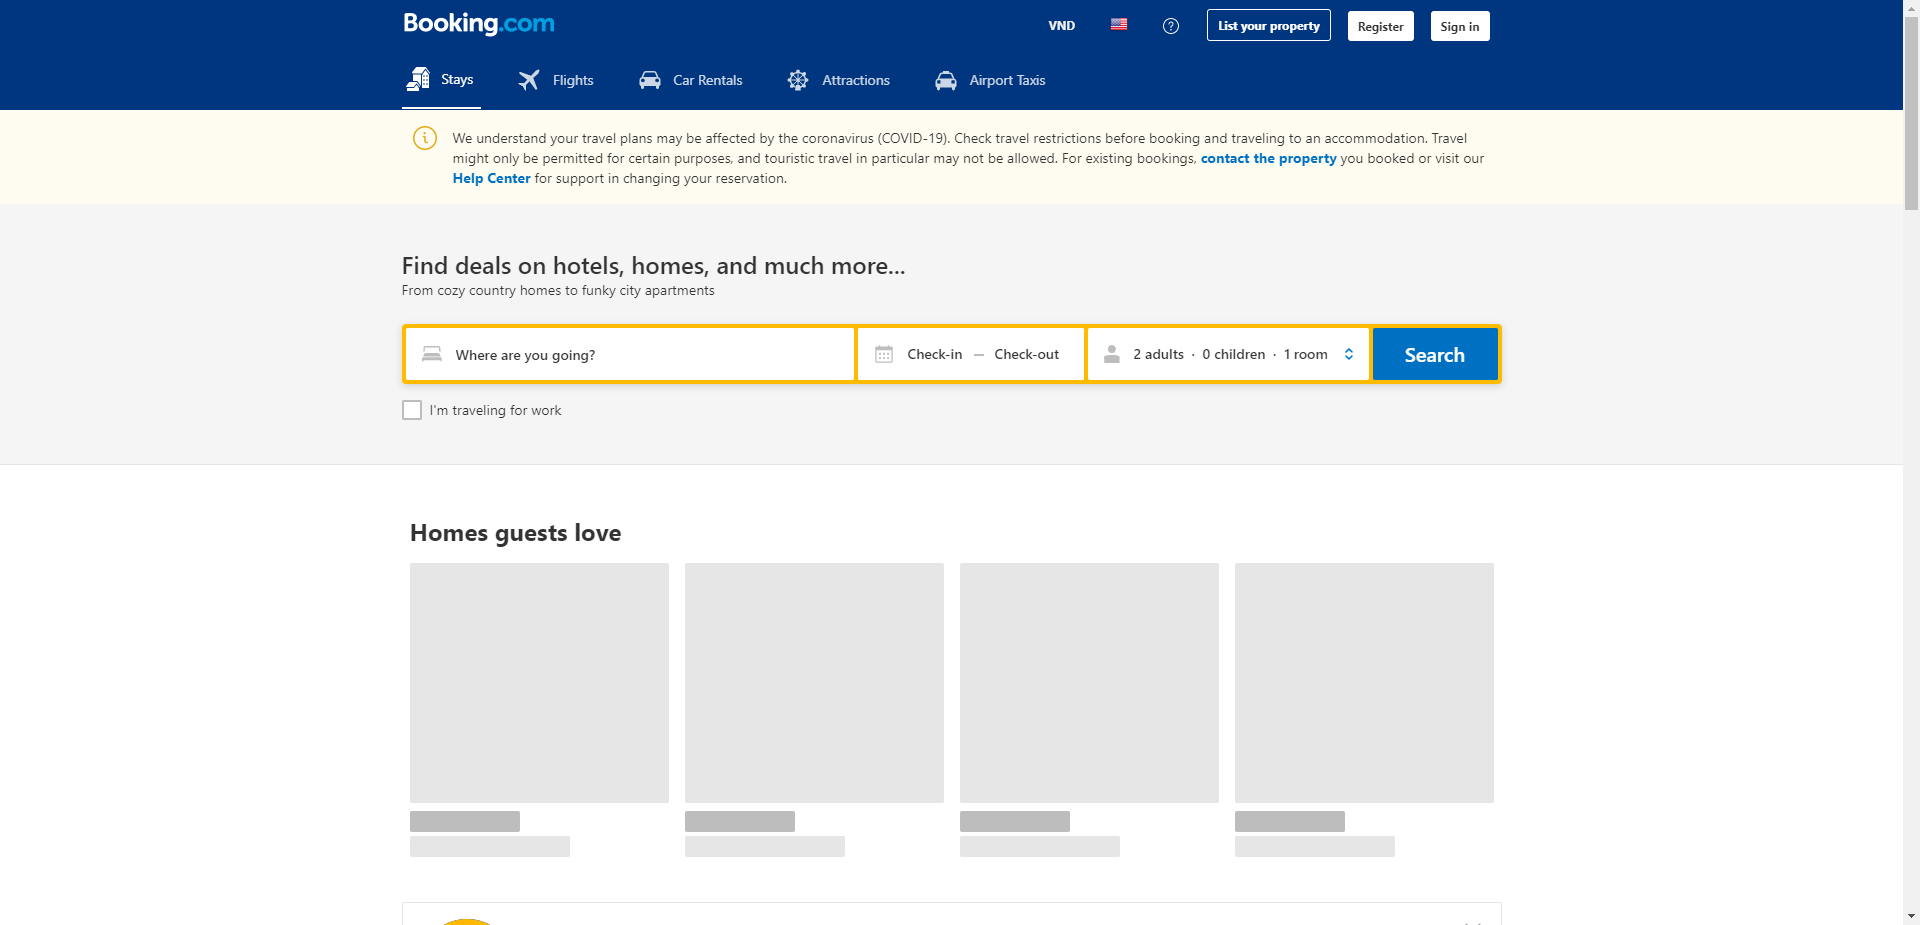 Booking.com
VND
List your property
Register
Sign in
Stays
Flights
Car Rentals
Attractions
Airport Taxis
We understand your travel plans may be affected by the coronavirus (COVID-19). Check travel restrictions before booking and traveling to an accommodation. Travel
might only be permitted for certain purposes, and touristic travel in particular may not be allowed. For existing bookings, contact the property you booked or visit our
Help Center for support in changing your reservation.
Find deals on hotels, homes, and much more...
From cozy country homes to funky city apartments
Where are you going?
Check-in — Check-out
2 adults · 0 children · 1 room
Search
I'm traveling for work
Homes guests love